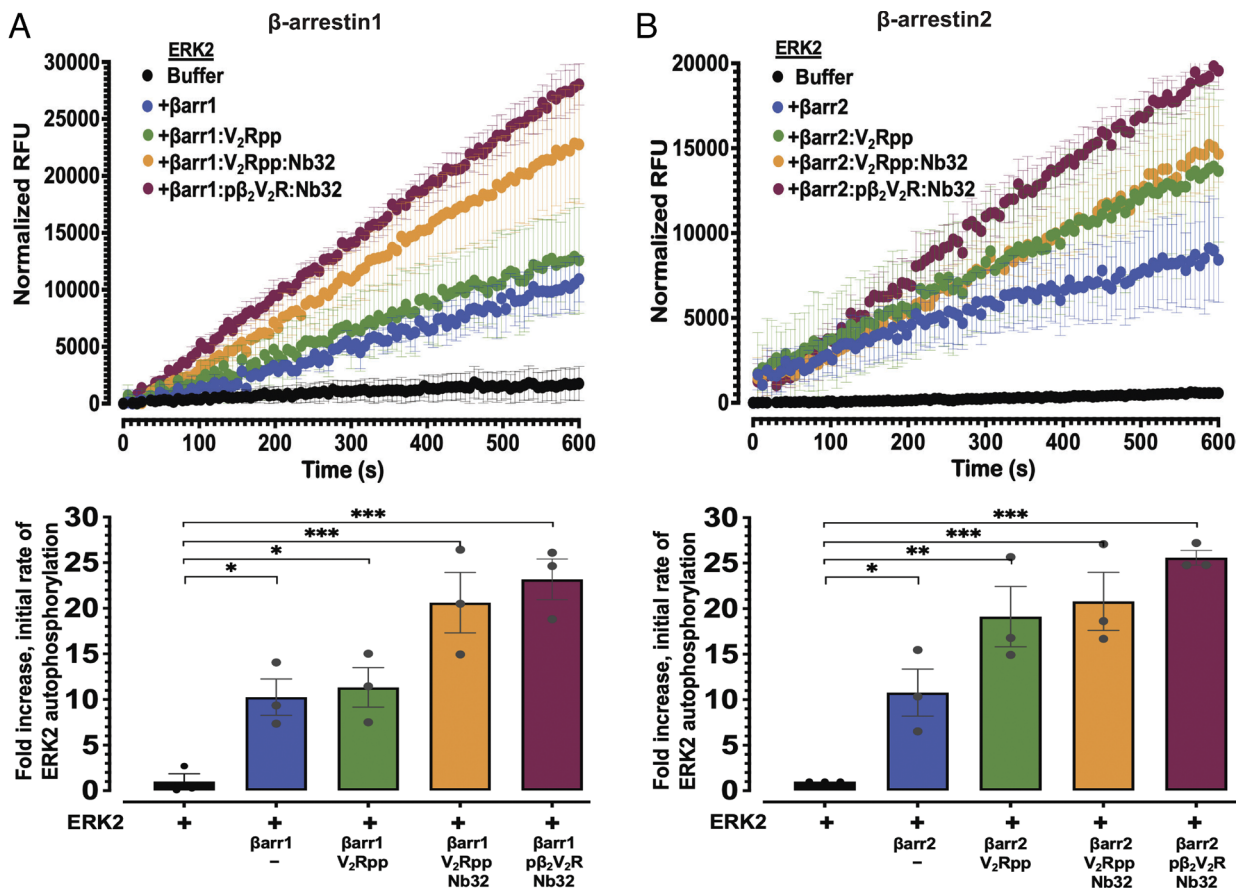 A
β-arrestin1
ERK2
Buffer
+βarr1
+βarr1:V₂Rpp
+βarr1:V₂Rpp:Nb32
+βarr1:pβ₂V₂R:Nb32
Normalized RFU
30000
25000
20000
15000
10000
5000
0
0 100 200 300 400 500 600
Time (s)
B
β-arrestin2
ERK2
Buffer
+βarr2
+βarr2:V₂Rpp
+βarr2:V₂Rpp:Nb32
+βarr2:pβ₂V₂R:Nb32
Normalized RFU
20000
15000
10000
5000
0
0 100 200 300 400 500 600
Time (s)
Fold increase, initial rate of
ERK2 autophosphorylation
30
25
20
15
10
5
0
***
***
*
*
ERK2 + + + + +
βarr1 βarr1 βarr1 βarr1
– V₂Rpp V₂Rpp pβ₂V₂R
Nb32 Nb32
Fold increase, initial rate of
ERK2 autophosphorylation
30
25
20
15
10
5
0
***
***
**
*
ERK2 + + + + +
βarr2 βarr2 βarr2 βarr2
– V₂Rpp V₂Rpp pβ₂V₂R
Nb32 Nb32